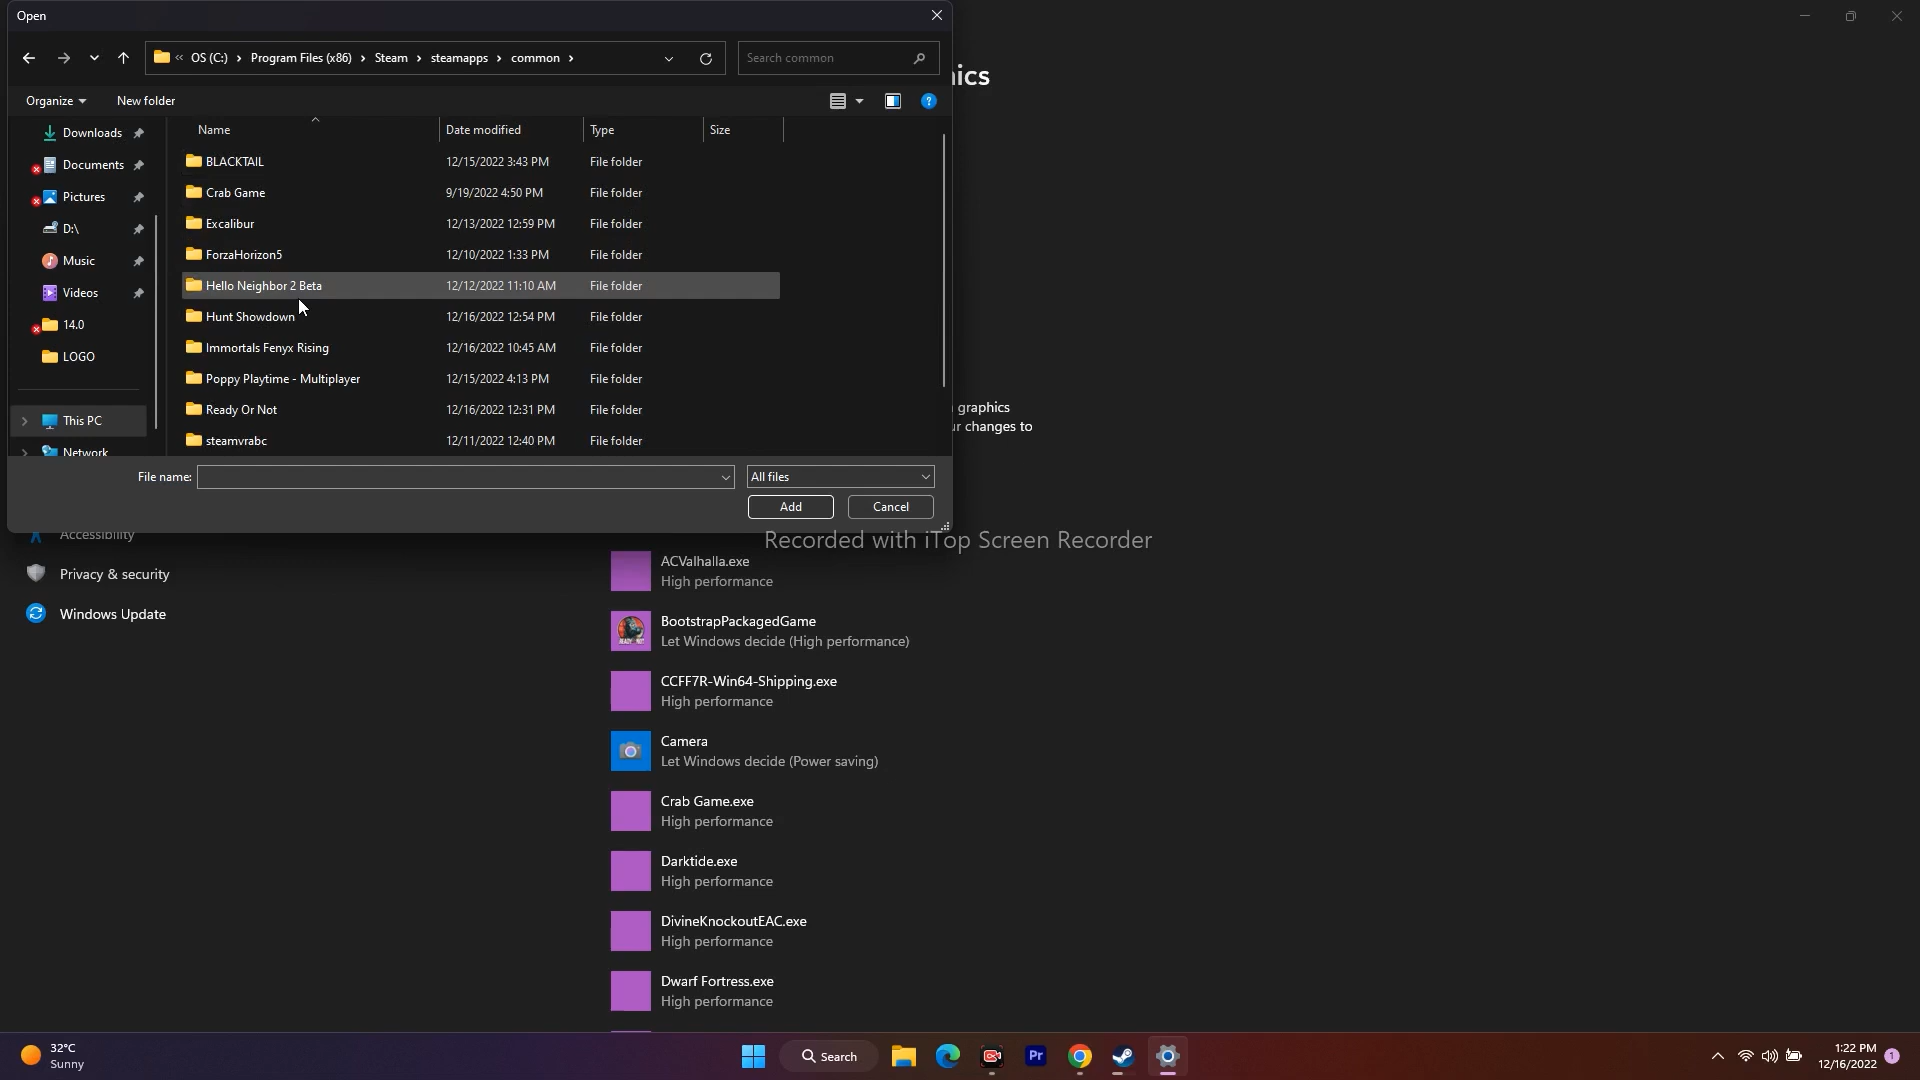 Open
OS (C:) Program Files (x86) Steam steamapps common
Search common
ics
Organize
New folder
Name
Date modified
Type
Size
Downloads
Documents
Pictures
D:\
Music
Videos
14.0
LOGO
This PC
Network
BLACKTAIL 12/15/2022 3:43 PM File folder
Crab Game 9/19/2022 4:50 PM File folder
Excalibur 12/13/2022 12:59 PM File folder
ForzaHorizon5 12/10/2022 1:33 PM File folder
Hello Neighbor 2 Beta 12/12/2022 11:10 AM File folder
Hunt Showdown 12/16/2022 12:54 PM File folder
Immortals Fenyx Rising 12/16/2022 10:45 AM File folder
Poppy Playtime - Multiplayer 12/15/2022 4:13 PM File folder
Ready Or Not 12/16/2022 12:31 PM File folder
steamvrabc 12/11/2022 12:40 PM File folder
graphics
ur changes to
File name:
All files
Add
Cancel
Recorded with iTop Screen Recorder
Accessibility
Privacy & security
Windows Update
ACValhalla.exe
High performance
BootstrapPackagedGame
Let Windows decide (High performance)
CCFF7R-Win64-Shipping.exe
High performance
Camera
Let Windows decide (Power saving)
Crab Game.exe
High performance
Darktide.exe
High performance
DivineKnockoutEAC.exe
High performance
Dwarf Fortress.exe
High performance
32°C
Sunny
Search
Pr
1:22 PM
12/16/2022
1